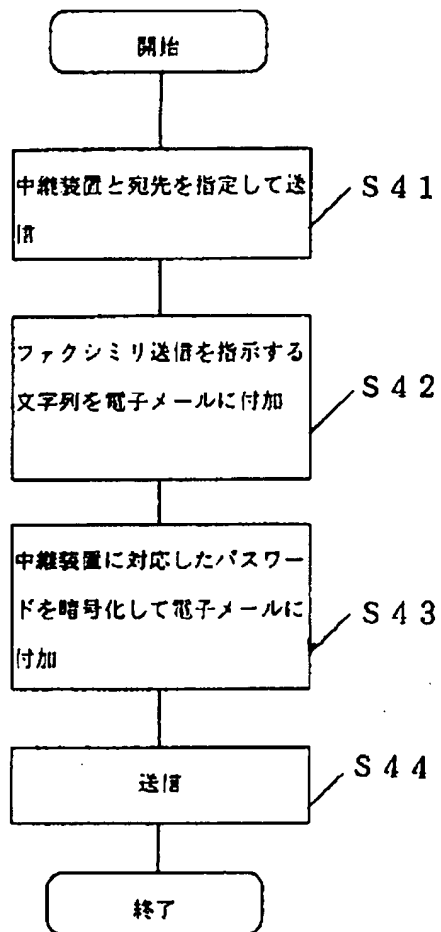 開始
中継装置と宛先を指定して送
信
S41
ファクシミリ送信を指示する
文字列を電子メールに付加
S42
中継装置に対応したパスワー
ドを暗号化して電子メールに
付加
S43
送信
S44
終了